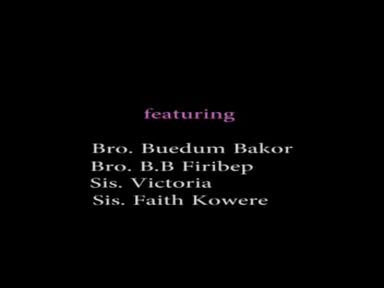 featuring
Bro. Buedum Bakor
Bro. B.B Firibep
Sis. Victoria
Sis. Faith Kowere